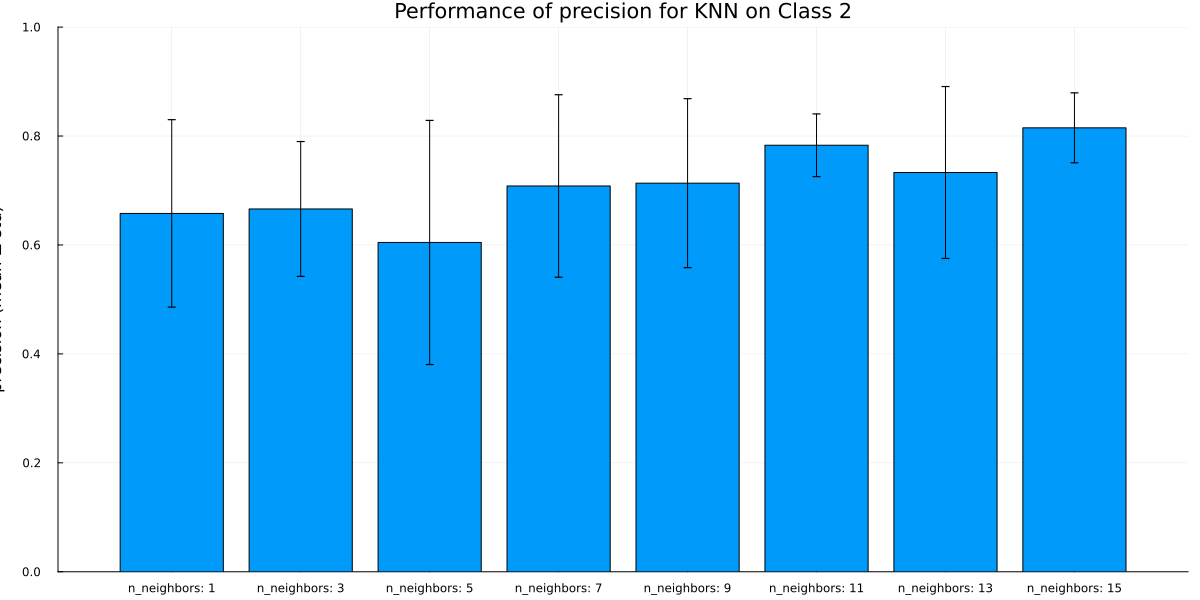 Performance of precision for KNN on Class 2
1.0
0.8
0.6
0.4
0.2
0.0
n_neighbors: 1
n_neighbors: 3
n_neighbors: 5
n_neighbors: 7
n_neighbors: 9
n_neighbors: 11
n_neighbors: 13
n_neighbors: 15